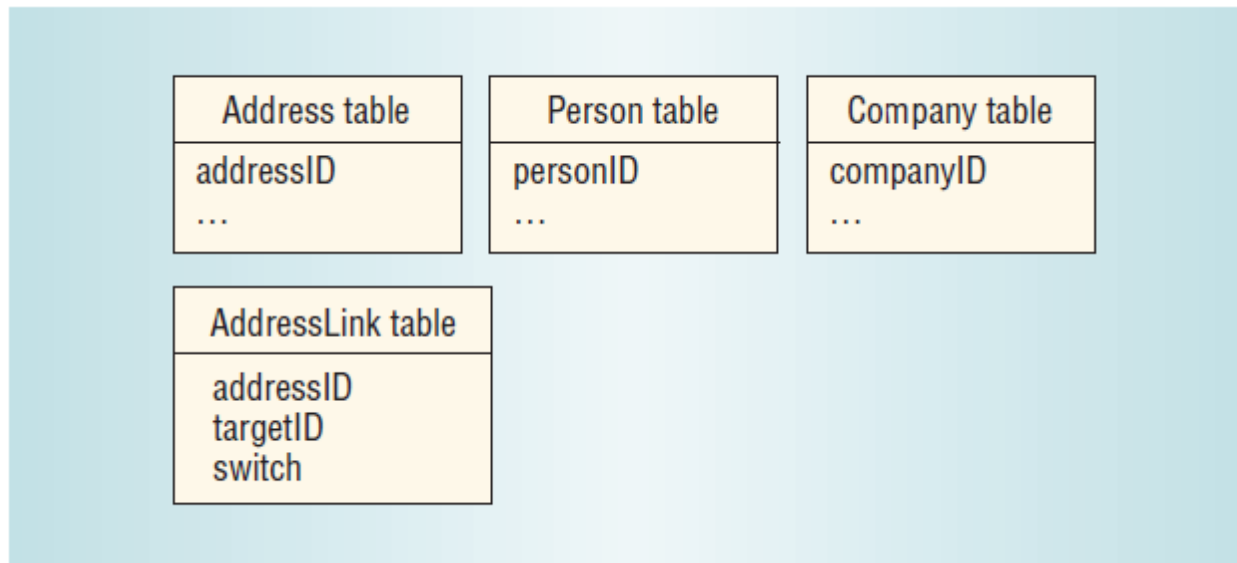 Address table
addressID
…
Person table
personID
…
Company table
companyID
…
AddressLink table
addressID
targetID
switch